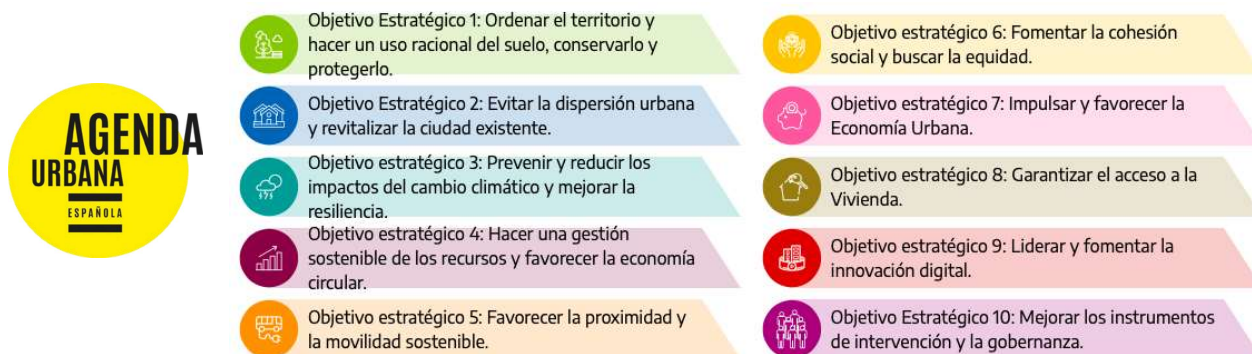 AGENDA
URBANA
ESPAÑOLA
Objetivo Estratégico 1: Ordenar el territorio y
hacer un uso racional del suelo, conservarlo y
protegerlo.
Objetivo Estratégico 2: Evitar la dispersión urbana
y revitalizar la ciudad existente.
Objetivo estratégico 3: Prevenir y reducir los
impactos del cambio climático y mejorar la
resiliencia.
Objetivo estratégico 4: Hacer una gestión
sostenible de los recursos y favorecer la economía
circular.
Objetivo estratégico 5: Favorecer la proximidad y
la movilidad sostenible.
Objetivo estratégico 6: Fomentar la cohesión
social y buscar la equidad.
Objetivo estratégico 7: Impulsar y favorecer la
Economía Urbana.
Objetivo estratégico 8: Garantizar el acceso a la
Vivienda.
Objetivo estratégico 9: Liderar y fomentar la
innovación digital.
Objetivo Estratégico 10: Mejorar los instrumentos
de intervención y la gobernanza.